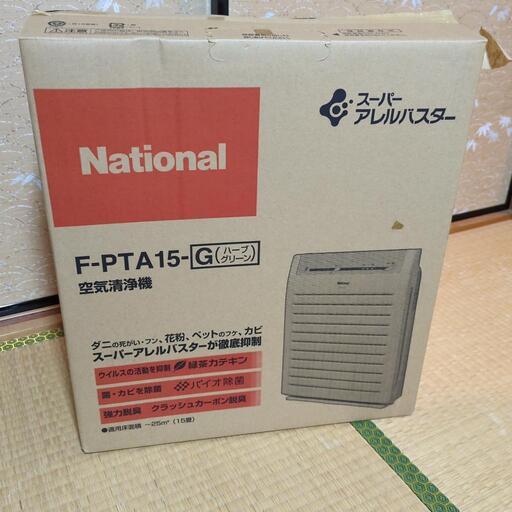 ⚠注意
スーパー
アレルバスター
National
F-PTA15-G(ハーブグリーン)
空気清浄機
ダニの死がい・フン、花粉、ペットのフケ、カビ
スーパーアレルバスターが徹底抑制
ウイルスの活動を抑制 緑茶カテキン
菌・カビを除菌 バイオ除菌
強力脱臭 クラッシュカーボン脱臭
●適用床面積 ～25m²（15畳）